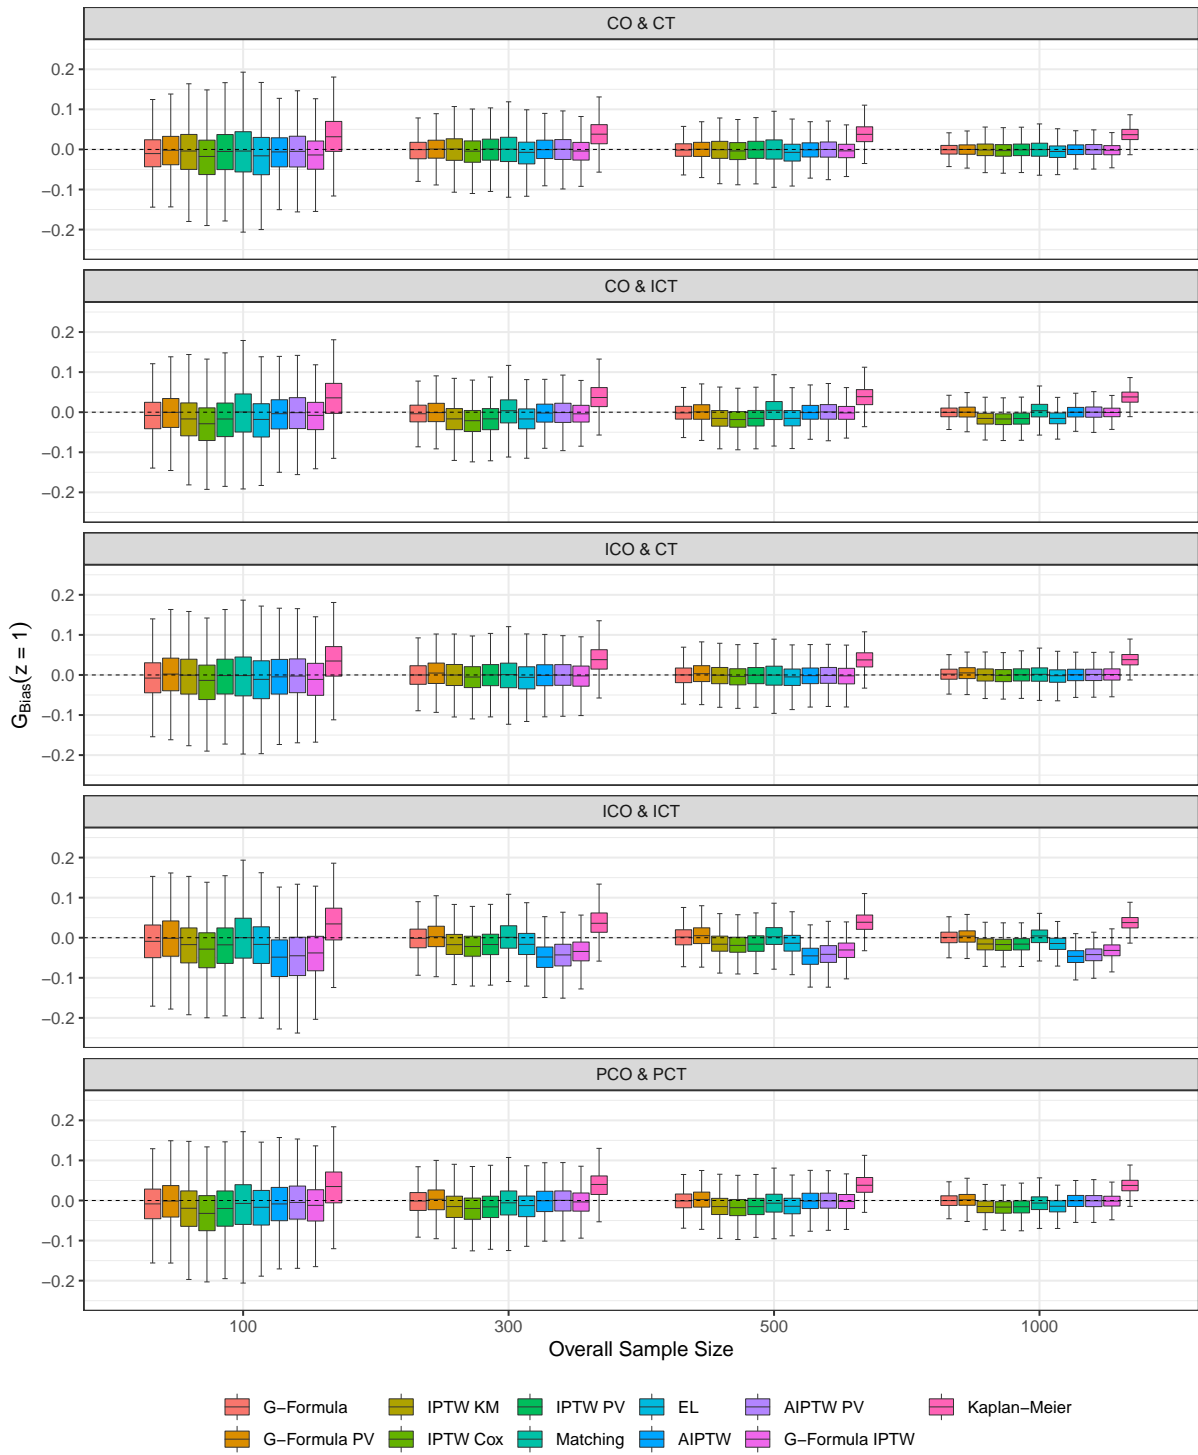 CO & CT
0.2
0.1
0.0
−0.1
−0.2
CO & ICT
0.2
0.1
0.0
−0.1
−0.2
ICO & CT
0.2
0.1
0.0
−0.1
−0.2
ICO & ICT
0.2
0.1
0.0
−0.1
−0.2
PCO & PCT
0.2
0.1
0.0
−0.1
−0.2
G_Bias(z = 1)
100 300 500 1000
Overall Sample Size
G−Formula IPTW KM IPTW PV EL AIPTW PV Kaplan−Meier
G−Formula PV IPTW Cox Matching AIPTW G−Formula IPTW